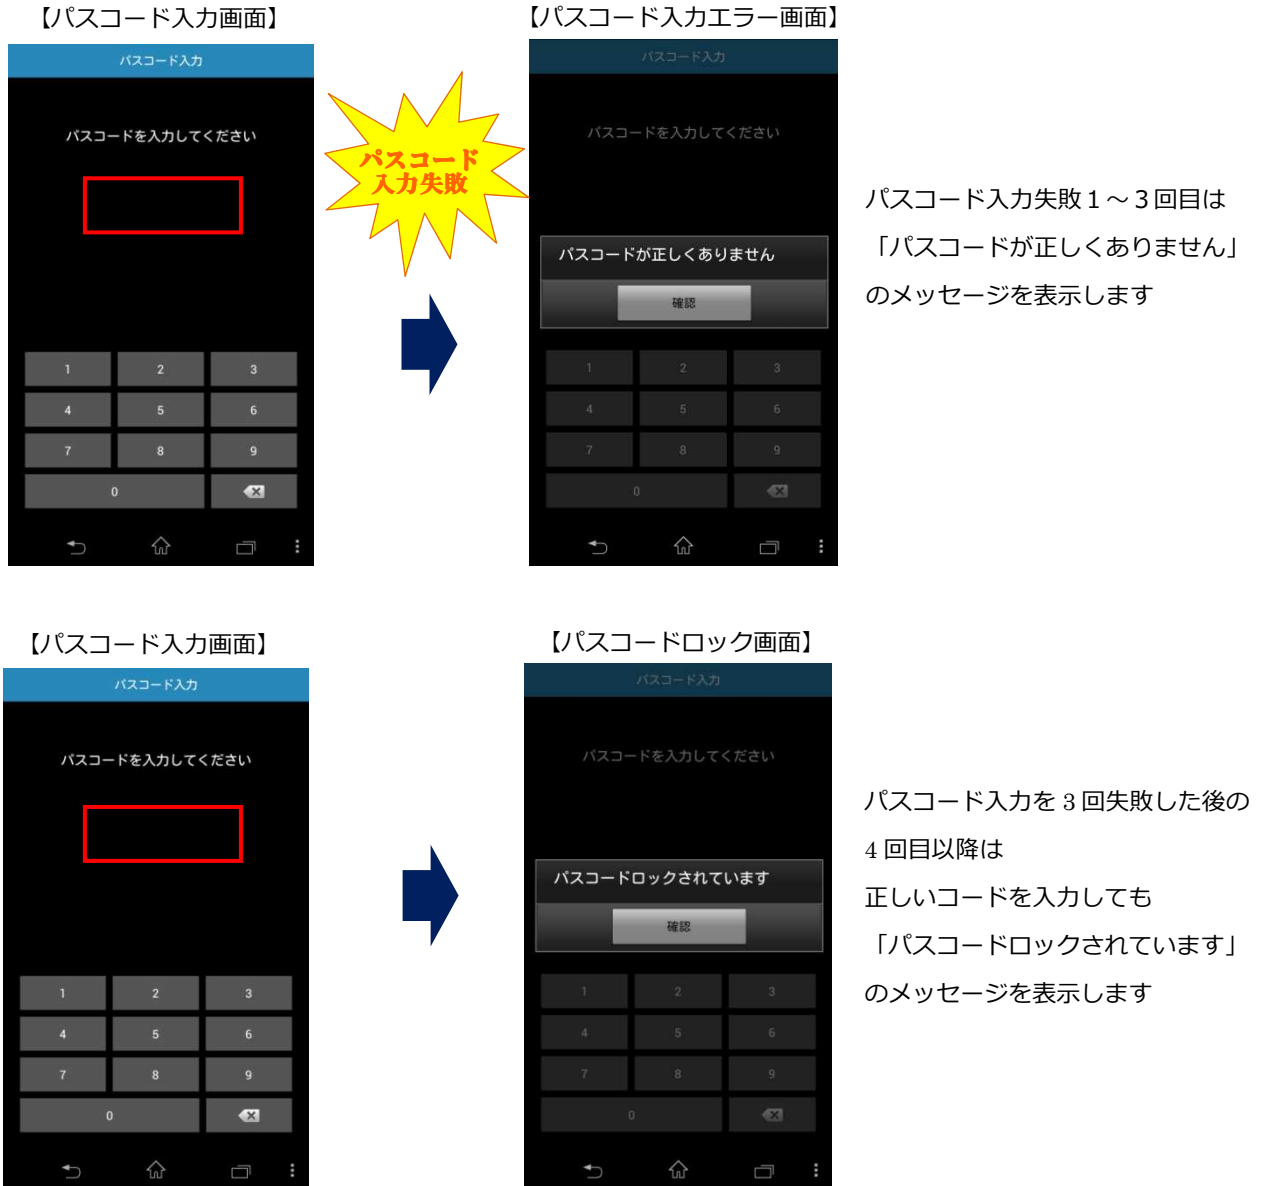 【パスコード入力画面】
パスコード入力
パスコードを入力してください
1 2 3
4 5 6
7 8 9
0
パスコード
入力失敗
【パスコード入力エラー画面】
パスコード入力
パスコードを入力してください
パスコードが正しくありません
確認
1 2 3
4 5 6
7 8 9
0
パスコード入力失敗１～３回目は
「パスコードが正しくありません」
のメッセージを表示します
【パスコード入力画面】
パスコード入力
パスコードを入力してください
1 2 3
4 5 6
7 8 9
0
【パスコードロック画面】
パスコード入力
パスコードを入力してください
パスコードロックされています
確認
1 2 3
4 5 6
7 8 9
0
パスコード入力を 3 回失敗した後の
4 回目以降は
正しいコードを入力しても
「パスコードロックされています」
のメッセージを表示します